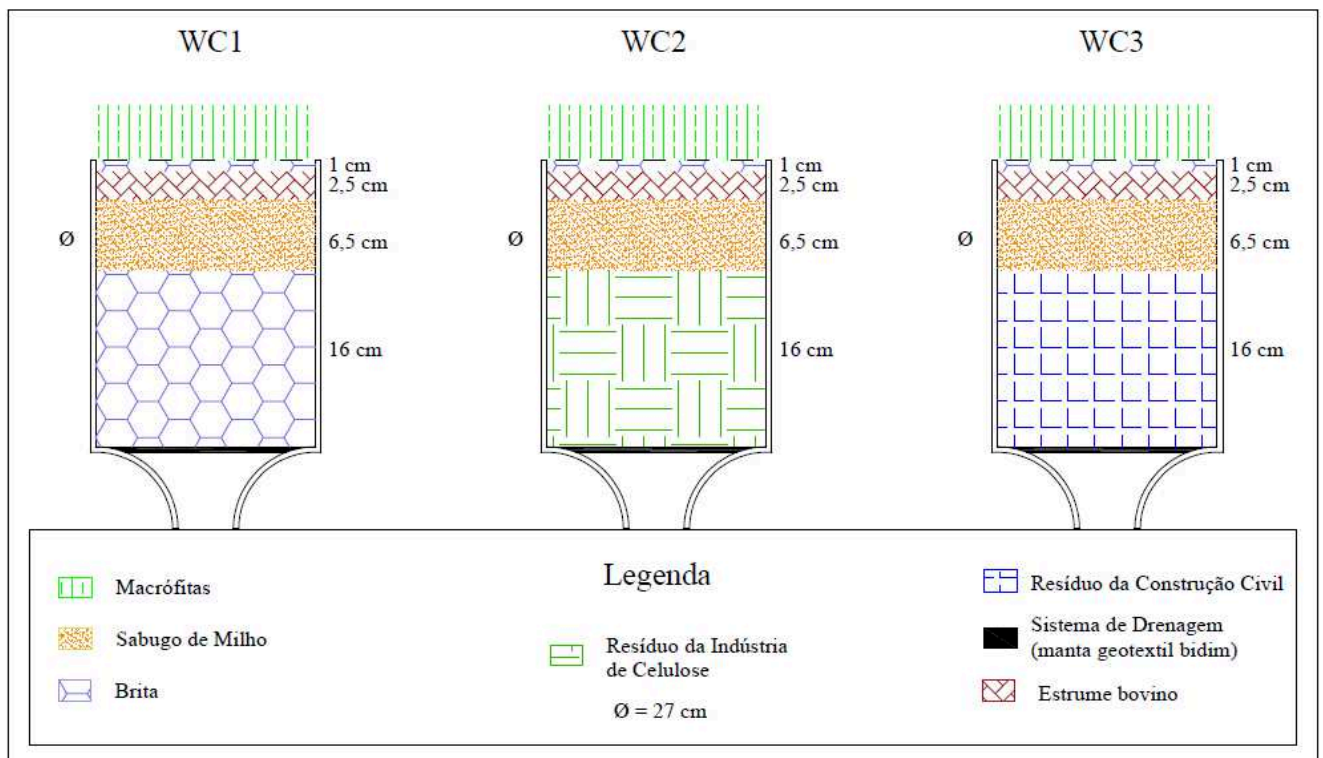 WC1
WC2
WC3
Ø
1 cm
2,5 cm
6,5 cm
16 cm
Ø
1 cm
2,5 cm
6,5 cm
16 cm
Ø
1 cm
2,5 cm
6,5 cm
16 cm
Legenda
Macrófitas
Sabugo de Milho
Brita
Resíduo da Indústria
de Celulose
Ø = 27 cm
Resíduo da Construção Civil
Sistema de Drenagem
(manta geotextil bidim)
Estrume bovino